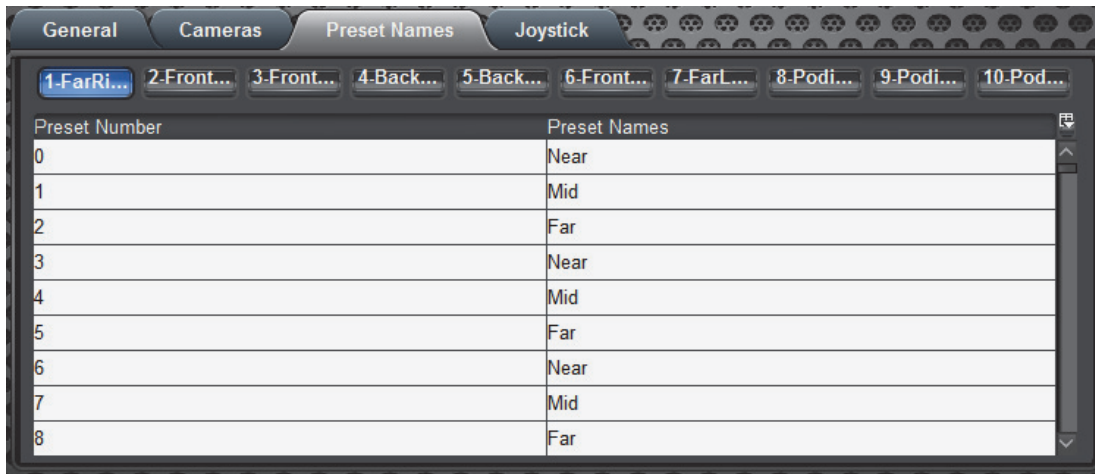 General Cameras Preset Names Joystick
1-FarRi... 2-Front... 3-Front... 4-Back... 5-Back... 6-Front... 7-FarL... 8-Podi... 9-Podi... 10-Pod...
Preset Number Preset Names
0 Near
1 Mid
2 Far
3 Near
4 Mid
5 Far
6 Near
7 Mid
8 Far